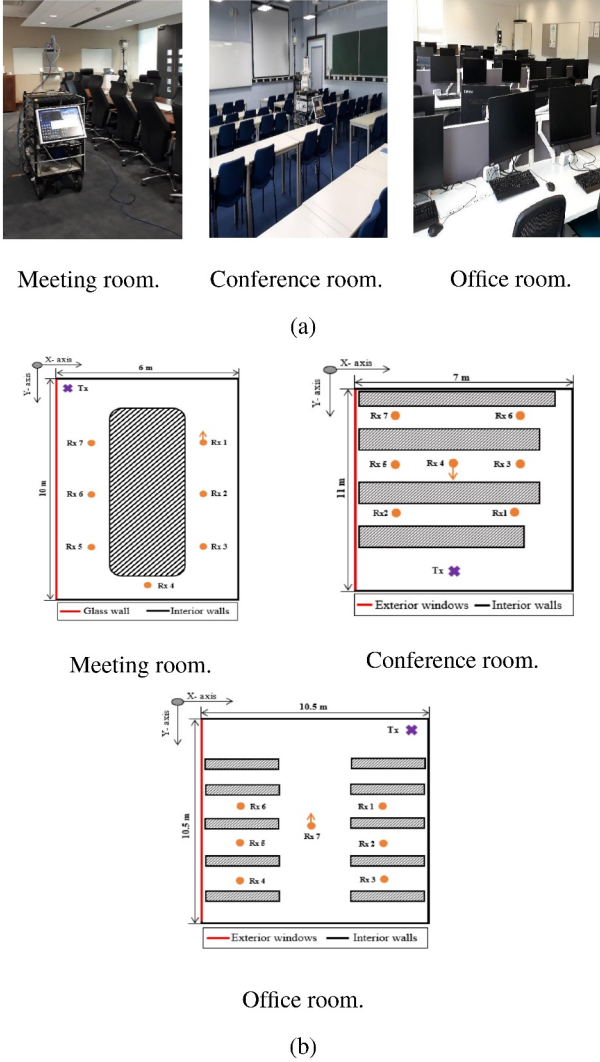 Meeting room. Conference room. Office room.
(a)
X- axis
Y- axis
6 m
10 m
Tx
Rx 7
Rx 1
Rx 6
Rx 2
Rx 5
Rx 3
Rx 4
Glass wall Interior walls
Meeting room.
X- axis
Y- axis
7 m
11 m
Rx 7
Rx 6
Rx 5
Rx 4
Rx 3
Rx2
Rx1
Tx
Exterior windows Interior walls
Conference room.
X- axis
Y- axis
10.5 m
10.5 m
Tx
Rx 6
Rx 1
Rx 7
Rx 5
Rx 2
Rx 4
Rx 3
Exterior windows Interior walls
Office room.
(b)